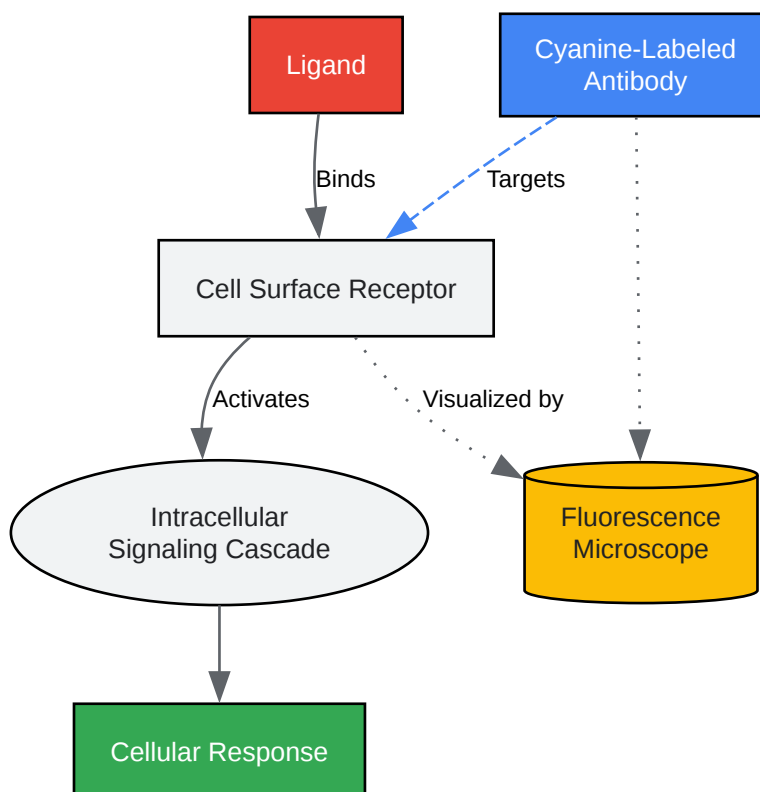 Ligand
Cyanine-Labeled
Antibody
Binds
Targets
Cell Surface Receptor
Activates
Visualized by
Intracellular
Signaling Cascade
Fluorescence
Microscope
Cellular Response